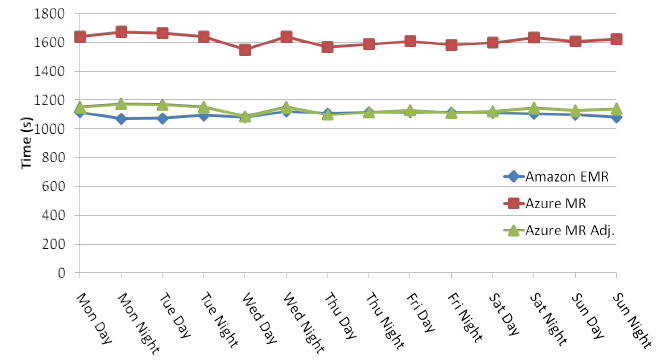 1800
1600
1400
1200
1000
800
600
400
200
0
Time (s)
Amazon EMR
Azure MR
Azure MR Adj.
Mon Day
Mon Night
Tue Day
Tue Night
Wed Day
Wed Night
Thu Day
Thu Night
Fri Day
Fri Night
Sat Day
Sat Night
Sun Day
Sun Night